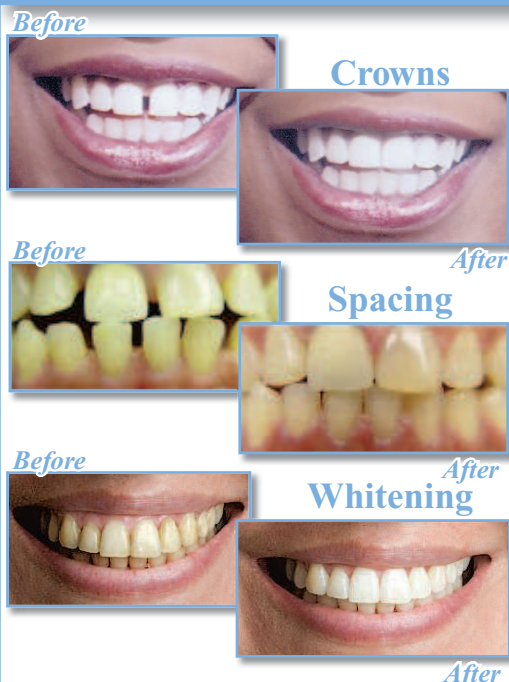 Before
Crowns
After
Before
Spacing
After
Before
Whitening
After